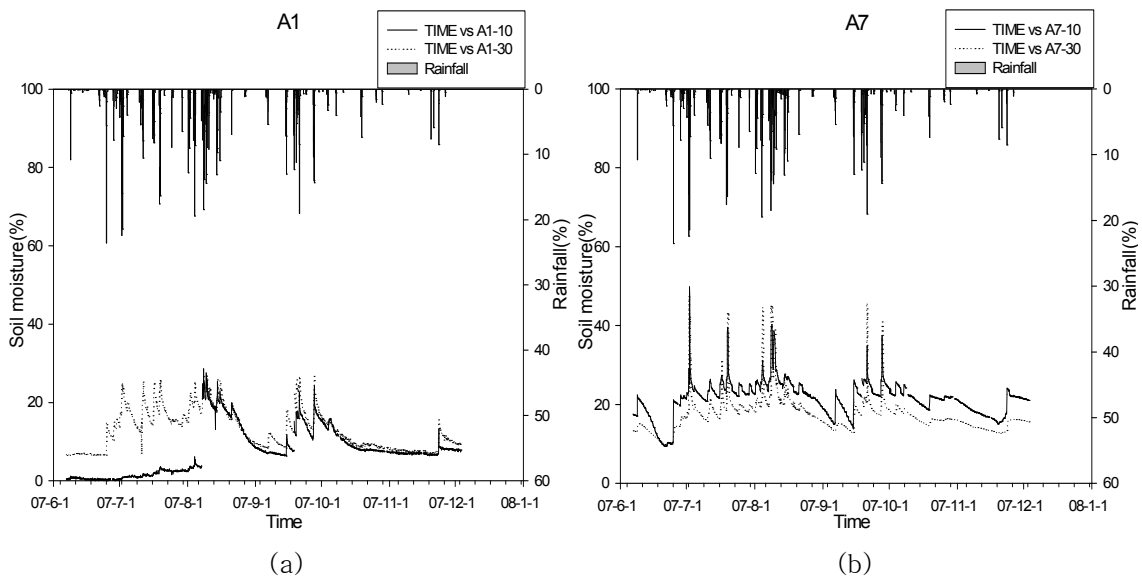 A1
TIME vs A1-10
TIME vs A1-30
Rainfall
100
80
60
40
20
0
Soil moisture(%)
0
10
20
30
40
50
60
Rainfall(%)
07-6-1 07-7-1 07-8-1 07-9-1 07-10-1 07-11-1 07-12-1 08-1-1
Time
(a)
A7
TIME vs A7-10
TIME vs A7-30
Rainfall
100
80
60
40
20
0
Soil moisture(%)
0
10
20
30
40
50
60
Rainfall(%)
07-6-1 07-7-1 07-8-1 07-9-1 07-10-1 07-11-1 07-12-1 08-1-1
Time
(b)